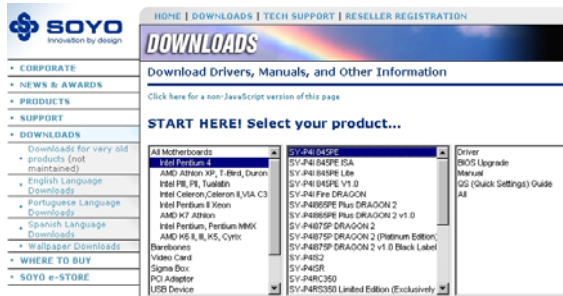 SOYO
Innovation by design
HOME | DOWNLOADS | TECH SUPPORT | RESELLER REGISTRATION
DOWNLOADS
• CORPORATE
• NEWS & AWARDS
• PRODUCTS
• SUPPORT
• DOWNLOADS
Downloads for very old
• products (not
maintained)
• English Language
Downloads
• Portuguese Language
Downloads
• Spanish Language
Downloads
• Wallpaper Downloads
• WHERE TO BUY
• SOYO e-STORE
Download Drivers, Manuals, and Other Information
Click here for a non-JavaScript version of this page
START HERE! Select your product...
All Motherboards
Intel Pentium 4
AMD Athlon XP, T-Bird, Duron
Intel PIII, PII, Tualatin
Intel Celeron,Celeron II,VIA C3
Intel Pentium II Xeon
AMD K7 Athlon
Intel Pentium, Pentium MMX
AMD K6 II, III, K5, Cyrix
Barebones
Video Card
Sigma Box
PCI Adaptor
USB Device
SY-P4I 845PE
SY-P4I 845PE ISA
SY-P4I 845PE Lite
SY-P4I 845PE V1.0
SY-P4I Fire DRAGON
SY-P4I865PE Plus DRAGON 2
SY-P4I865PE Plus DRAGON 2 v1.0
SY-P4I875P DRAGON 2
SY-P4I875P DRAGON 2 (Platinum Edition)
SY-P4I875P DRAGON 2 v1.0 Black Label
SY-P4IS2
SY-P4ISR
SY-P4RC350
SY-P4RS350 Limited Edition (Exclusively
Driver
BIOS Upgrade
Manual
QS (Quick Settings) Guide
All